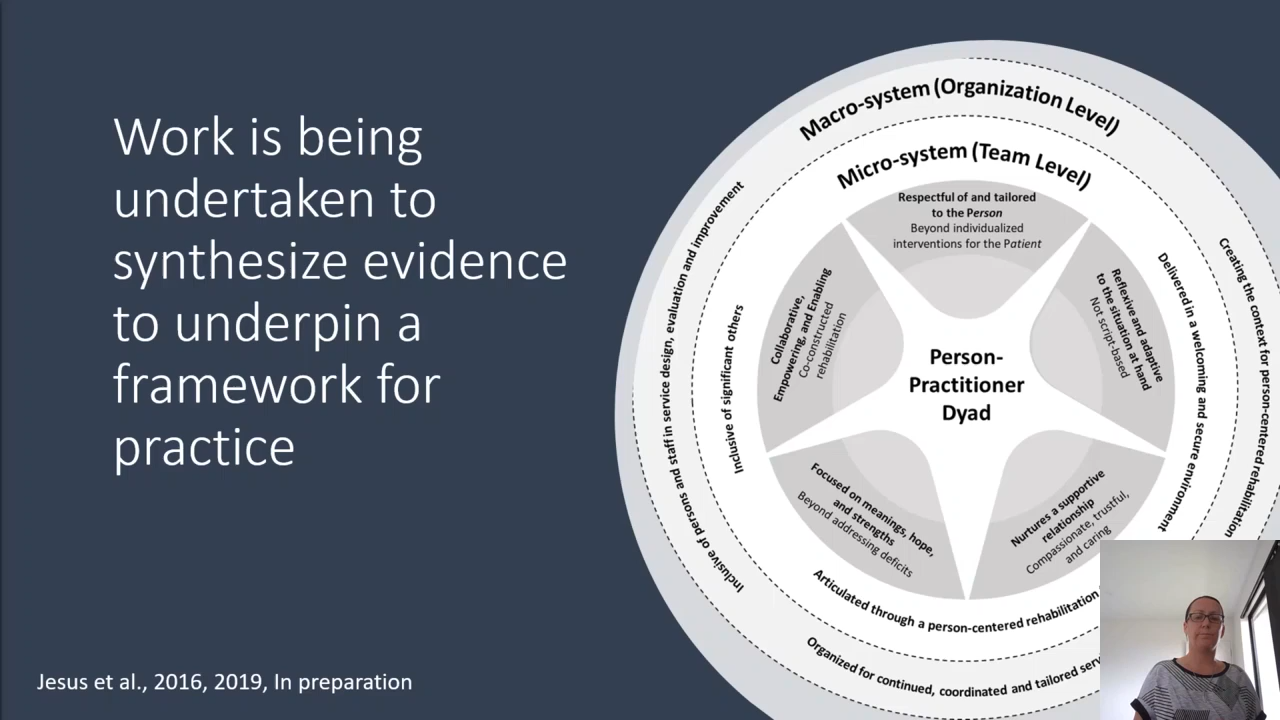 Work is being
undertaken to
synthesize evidence
to underpin a
framework for
practice
Jesus et al., 2016, 2019, In preparation
Macro-system (Organization Level)
Micro-system (Team Level)
Respectful of and tailored
to the Person
Beyond individualized
interventions for the Patient
Reflexive and adaptive
to the situation at hand
Not script-based
Nurtures a supportive
relationship
Compassionate, trustful,
and caring
Focused on meanings, hope,
and strengths
Beyond addressing deficits
Collaborative,
Empowering, and Enabling
Co-constructed
rehabilitation
Person-
Practitioner
Dyad
Inclusive of significant others
Delivered in a welcoming and secure environment
Articulated through a person-centered rehabilitation
Inclusive of persons and staff in service design, evaluation and improvement
Creating the context for person-centered rehabilitation
Organized for continued, coordinated and tailored